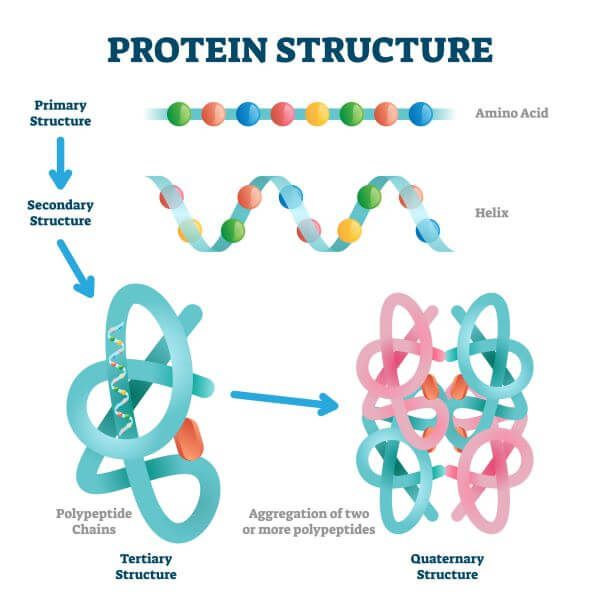 PROTEIN STRUCTURE
Primary
Structure
Amino Acid
Secondary
Structure
Helix
Polypeptide
Chains
Aggregation of two
or more polypeptides
Tertiary
Structure
Quaternary
Structure